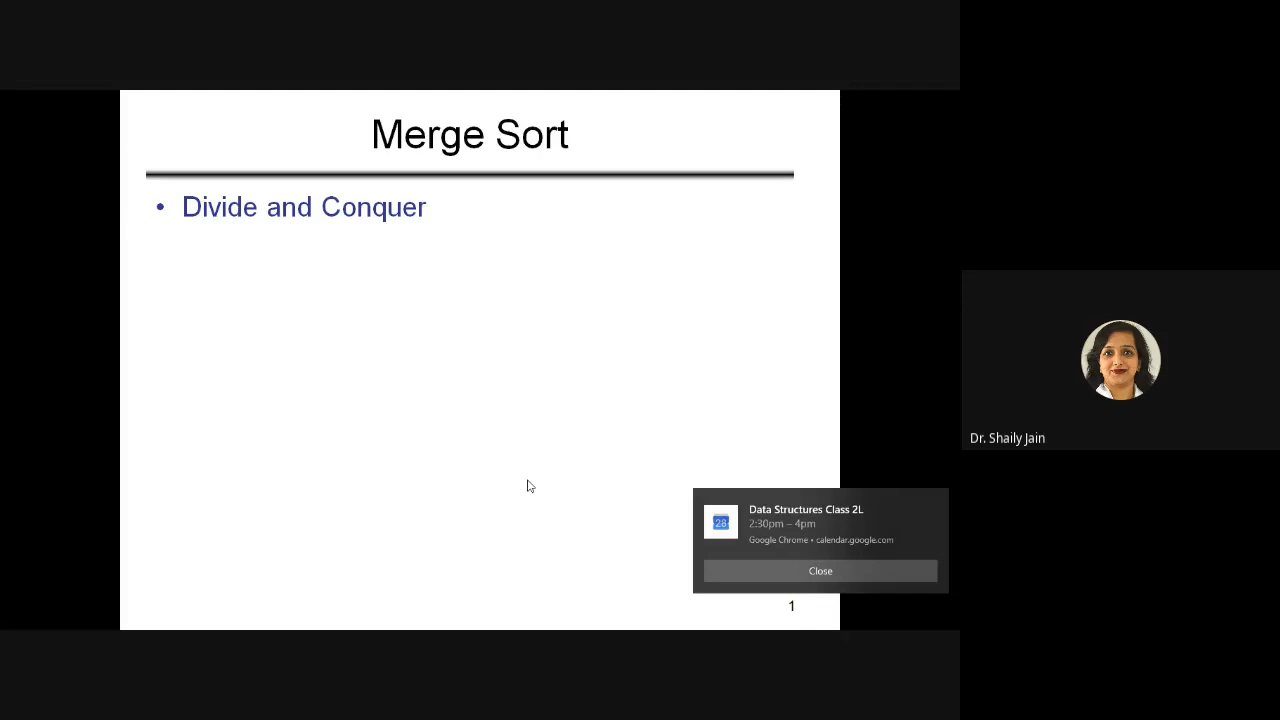 Merge Sort
• Divide and Conquer
Dr. Shaily Jain
28
Data Structures Class 2L
2:30pm – 4pm
Google Chrome • calendar.google.com
Close
1